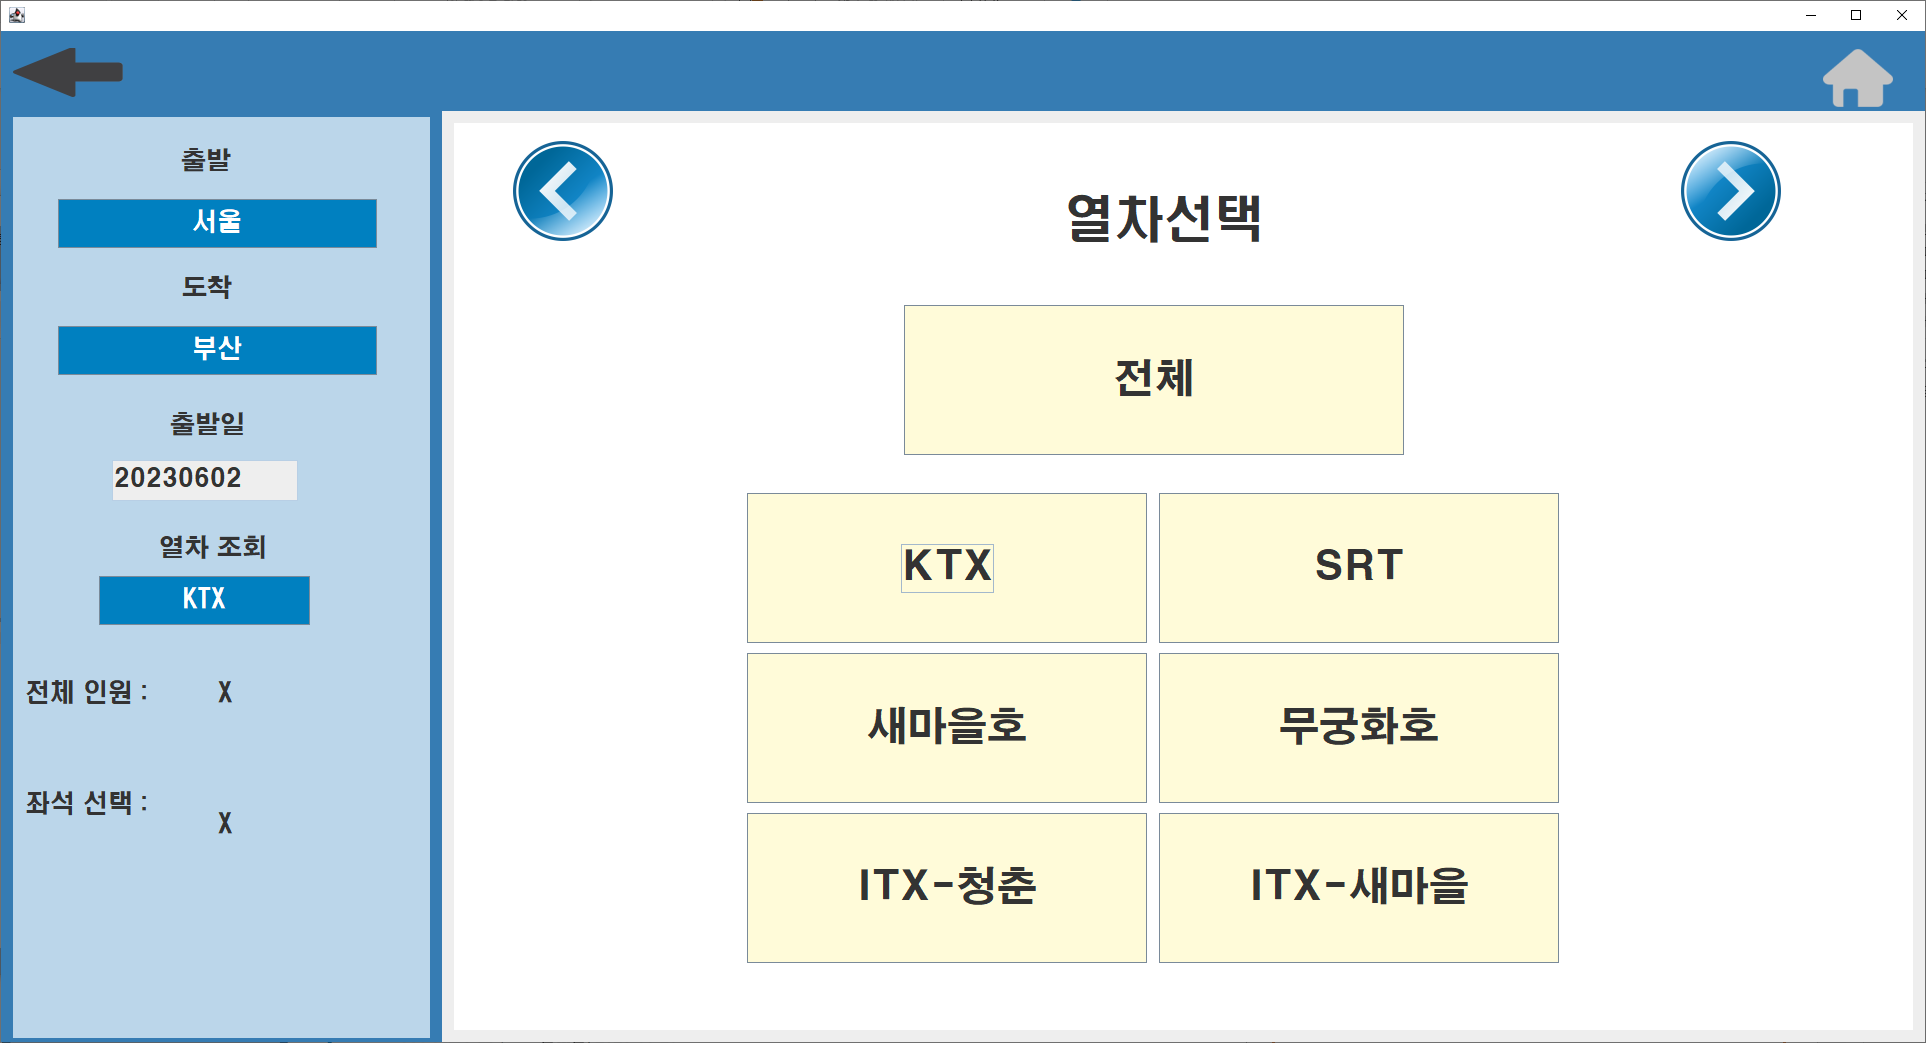 출발
서울
도착
부산
출발일
20230602
열차 조회
KTX
전체 인원 : X
좌석 선택 :
X
열차선택
전체
KTX SRT
새마을호 무궁화호
ITX-청춘 ITX-새마을